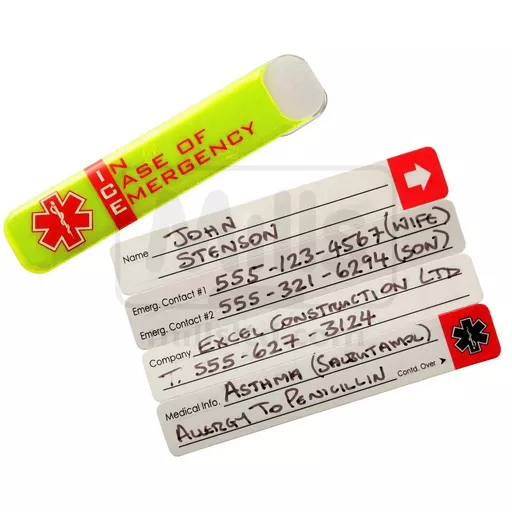 IN
CASE OF
EMERGENCY
Name JOHN
STENSON
Emerg. Contact #1 555-123-4567 (WIFE)
Emerg. Contact #2 555-321-6294 (SON)
Company EXCEL CONSTRUCTION LTD
T. 555-627-3124
Medical Info. ASTHMA (SALBUTAMOL)
Contd. Over
ALLERGY TO PENICILLIN
Mills